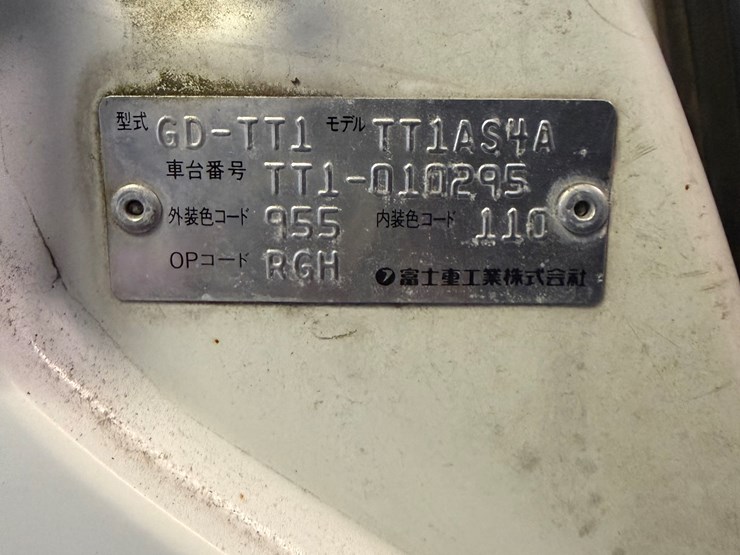 型式 GD-TT1 モデル TT1AS4A
車台番号 TT1-010295
外装色コード 955 内装色コード 110
OPコード RGH 富士重工業株式会社